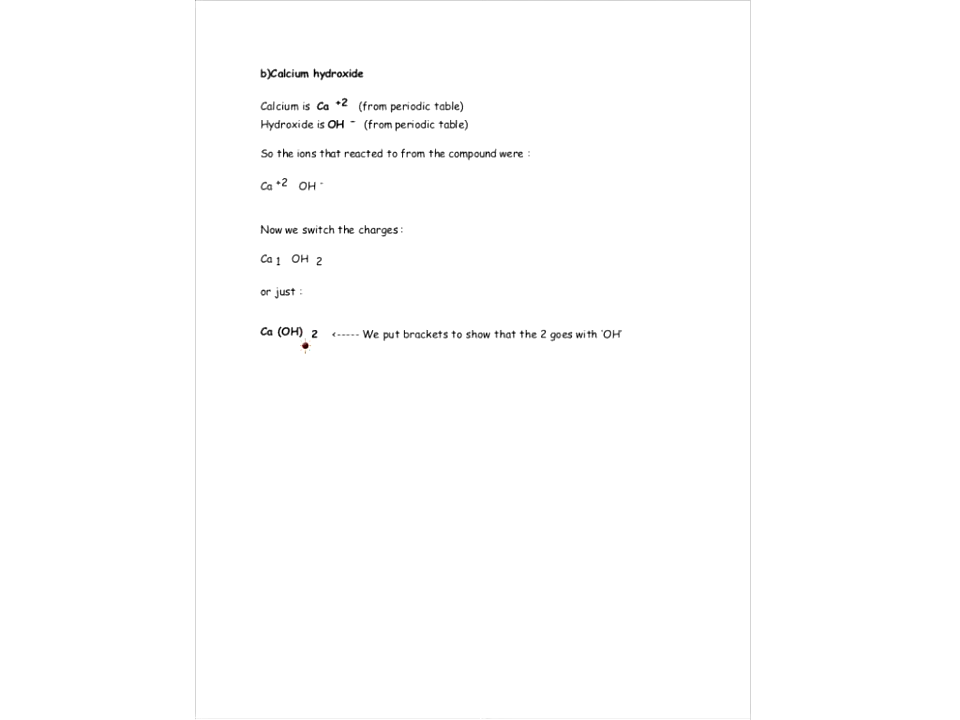 b)Calcium hydroxide
Calcium is Ca +2 (from periodic table)
Hydroxide is OH - (from periodic table)
So the ions that reacted to from the compound were :
Ca +2 OH -
Now we switch the charges :
Ca 1 OH 2
or just :
Ca (OH) 2 <----- We put brackets to show that the 2 goes with 'OH'